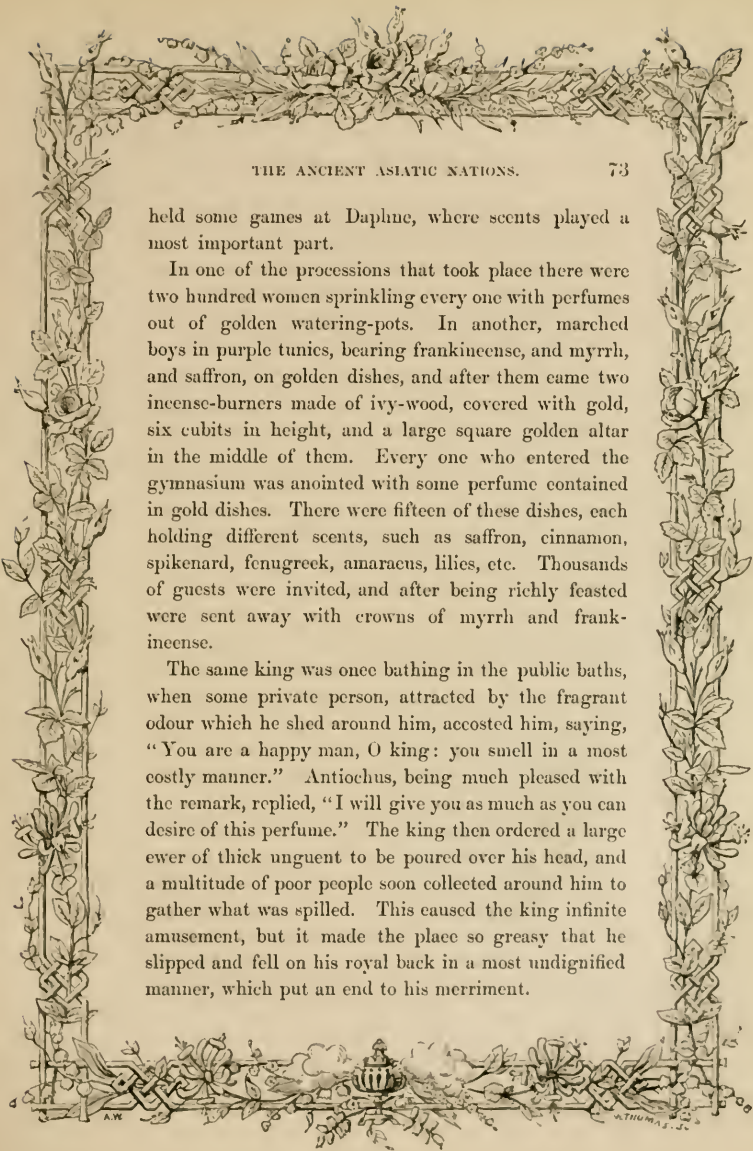 THE ANCIENT ASIATIC NATIONS. 73
held some games at Daphne, where scents played a
most important part.
In one of the processions that took place there were
two hundred women sprinkling every one with perfumes
out of golden watering-pots. In another, marched
boys in purple tunics, bearing frankincense, and myrrh,
and saffron, on golden dishes, and after them came two
incense-burners made of ivy-wood, covered with gold,
six cubits in height, and a large square golden altar
in the middle of them. Every one who entered the
gymnasium was anointed with some perfume contained
in gold dishes. There were fifteen of these dishes, each
holding different scents, such as saffron, cinnamon,
spikenard, fenugreek, amaracus, lilies, etc. Thousands
of guests were invited, and after being richly feasted
were sent away with crowns of myrrh and frank-
incense.
The same king was once bathing in the public baths,
when some private person, attracted by the fragrant
odour which he shed around him, accosted him, saying,
"You are a happy man, O king: you smell in a most
costly manner." Antiochus, being much pleased with
the remark, replied, "I will give you as much as you can
desire of this perfume." The king then ordered a large
ewer of thick unguent to be poured over his head, and
a multitude of poor people soon collected around him to
gather what was spilled. This caused the king infinite
amusement, but it made the place so greasy that he
slipped and fell on his royal back in a most undignified
manner, which put an end to his merriment.
A.W. THOMAS. Sc